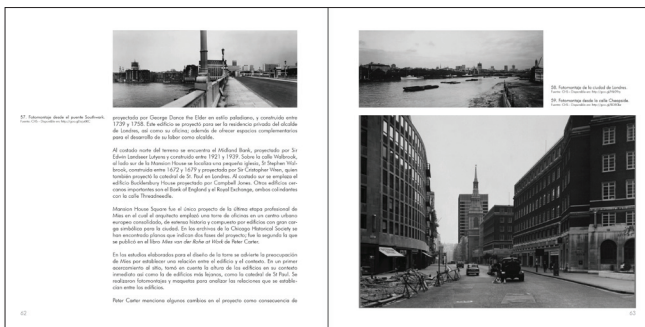 57. Fotomontaje desde el puente Southwark.
proyectada por George Dance the Elder en estilo paladiano, y construida entre
1739 y 1758. Este edificio se proyectó para ser la residencia privada del alcalde
de Londres, así como su oficina; además de ofrecer espacios complementarios
para el desarrollo de su labor como alcalde.
Al costado norte del terreno se encuentra el Midland Bank, proyectado por Sir
Edwin Landseer Lutyens y construido entre 1921 y 1939. Sobre la calle Walbrook,
al lado sur de la Mansion House se localiza una pequeña iglesia, St Stephen Wal-
brook, construida entre 1672 y 1679 y proyectada por Sir Cristopher Wren, quien
también proyectó la catedral de St. Paul en Londres. Al costado sur se emplaza el
edificio Bucklersbury House proyectado por Campbell Jones. Otros edificios cer-
canos importantes son el Bank of England y el Royal Exchange, ambos colindantes
con la calle Threadneedle.
Mansion House Square fue el único proyecto de la última etapa profesional de
Mies en el cual el arquitecto emplazó una torre de oficinas en un centro urbano
europeo consolidado, de extensa historia y compuesto por edificios con gran car-
ga simbólica para la ciudad. En los archivos de la Chicago Historical Society se
han encontrado planos que indican dos fases del proyecto; fue la segunda la que
se publicó en el libro Mies van der Rohe at Work de Peter Carter.
En los estudios elaborados para el diseño de la torre se advierte la preocupación
de Mies por establecer una relación entre el edificio y el contexto. En un primer
acercamiento al sitio, tomó en cuenta la altura de los edificios en su contexto
inmediato así como la de edificios más lejanos, como la catedral de St Paul. Se
realizaron fotomontajes y maquetas para analizar las relaciones que se estable-
cían entre los edificios.
Peter Carter menciona algunos cambios en el proyecto como consecuencia de
62
58. Fotomontaje de la ciudad de Londres.
59. Fotomontaje desde la calle Cheapside.
63